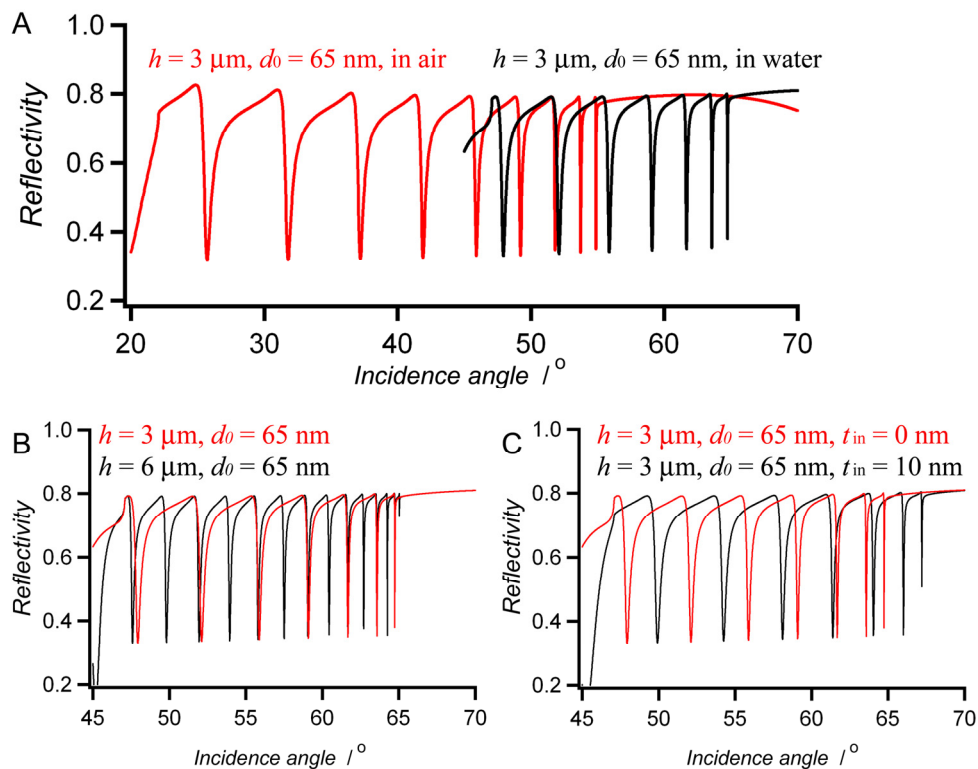 A
h = 3 μm, d₀ = 65 nm, in air
h = 3 μm, d₀ = 65 nm, in water
Reflectivity
1.0
0.8
0.6
0.4
0.2
20
30
40
50
60
70
Incidence angle / °
B
h = 3 μm, d₀ = 65 nm
h = 6 μm, d₀ = 65 nm
Reflectivity
1.0
0.8
0.6
0.4
0.2
45
50
55
60
65
70
Incidence angle / °
C
h = 3 μm, d₀ = 65 nm, t_in = 0 nm
h = 3 μm, d₀ = 65 nm, t_in = 10 nm
Reflectivity
1.0
0.8
0.6
0.4
0.2
45
50
55
60
65
70
Incidence angle / °